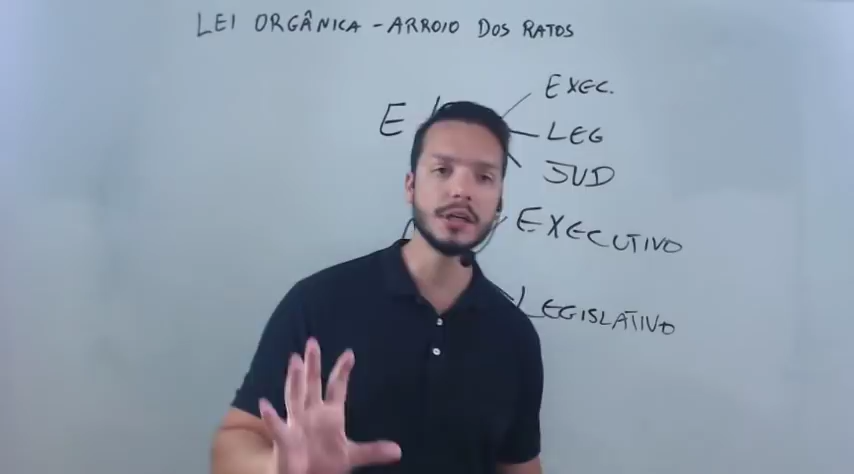 LEI ORGÂNICA - ARROIO DOS RATOS
EXEC.
E
LEG
JUD
EXECUTIVO
LEGISLATIVO